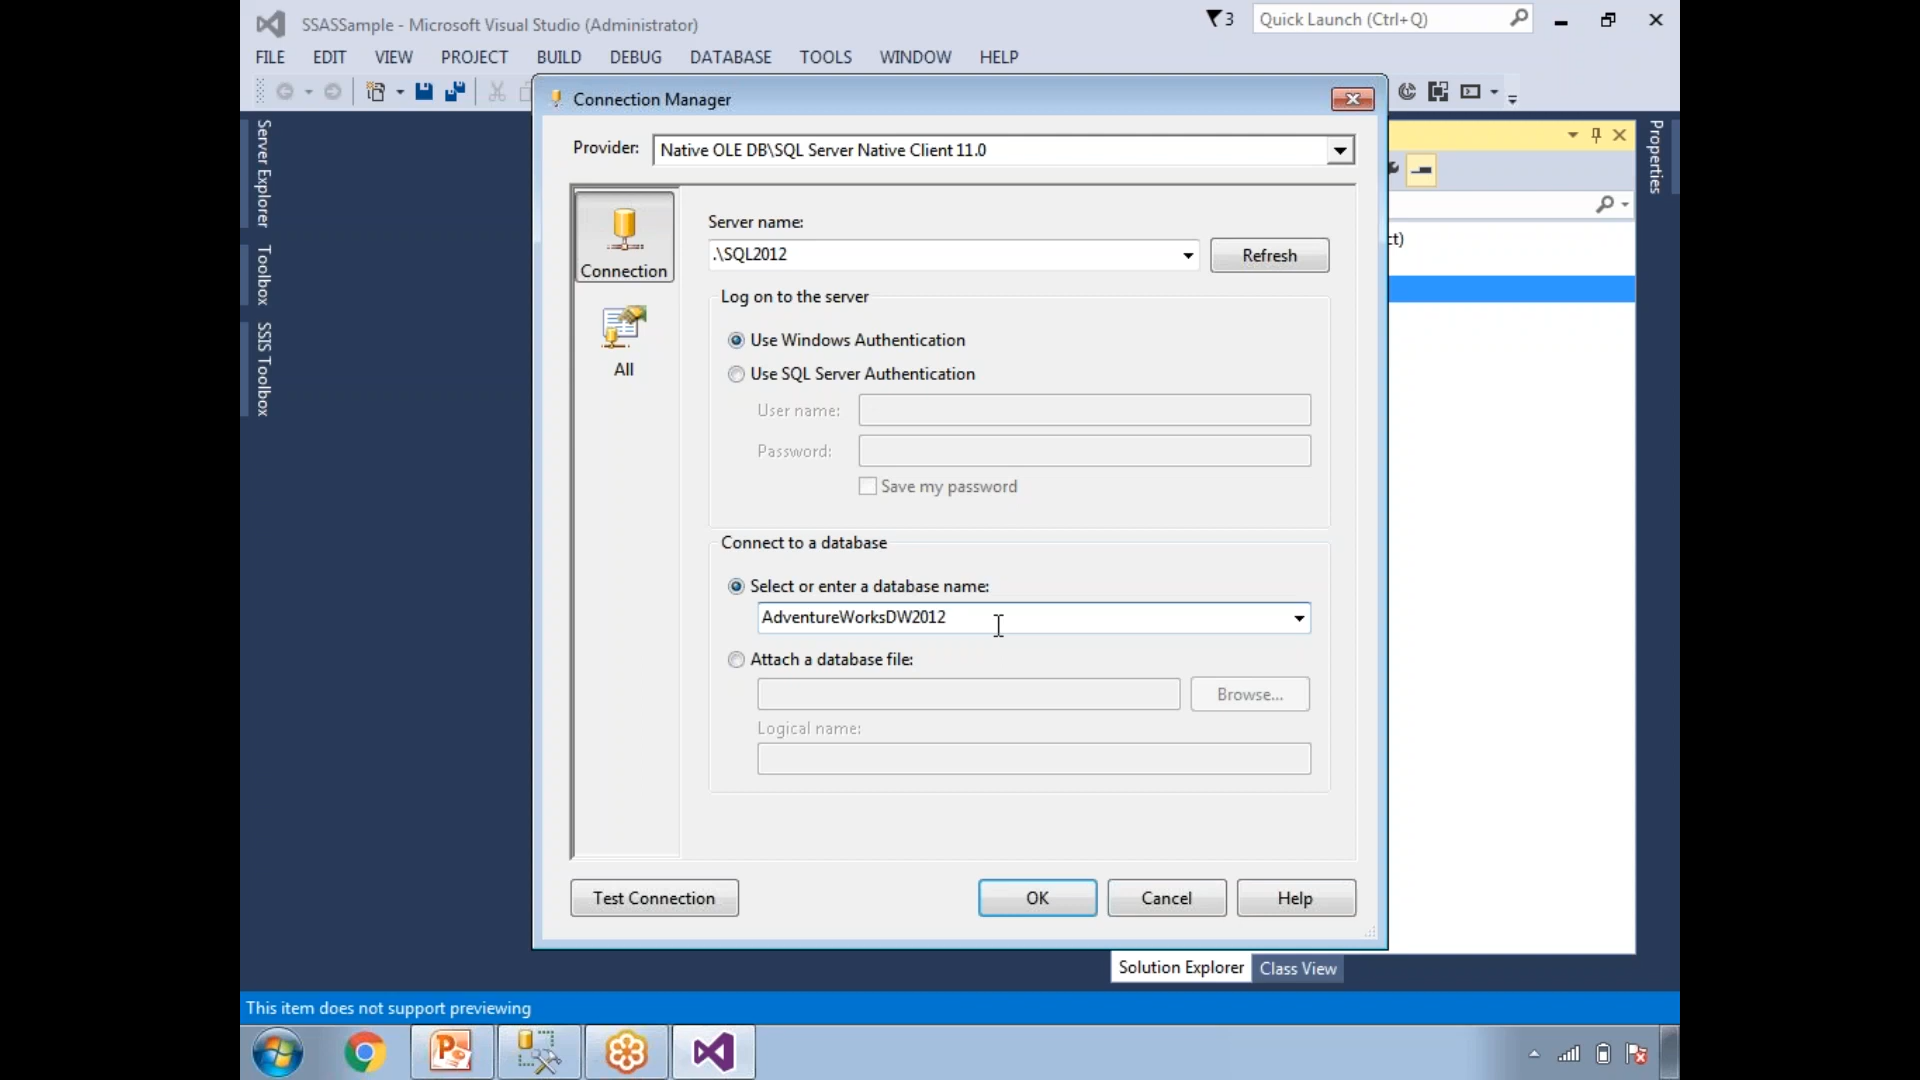 SSASSample - Microsoft Visual Studio (Administrator)
3
Quick Launch (Ctrl+Q)
FILE EDIT VIEW PROJECT BUILD DEBUG DATABASE TOOLS WINDOW HELP
Connection Manager
Provider: Native OLE DB\SQL Server Native Client 11.0
Server Explorer
Toolbox
SSIS Toolbox
Properties
Connection
All
Server name:
.\SQL2012
Refresh
ct)
Log on to the server
Use Windows Authentication
Use SQL Server Authentication
User name:
Password:
Save my password
Connect to a database
Select or enter a database name:
AdventureWorksDW2012
Attach a database file:
Browse...
Logical name:
Test Connection OK Cancel Help
Solution Explorer Class View
This item does not support previewing